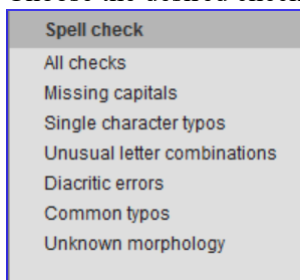 Spell check
All checks
Missing capitals
Single character typos
Unusual letter combinations
Diacritic errors
Common typos
Unknown morphology